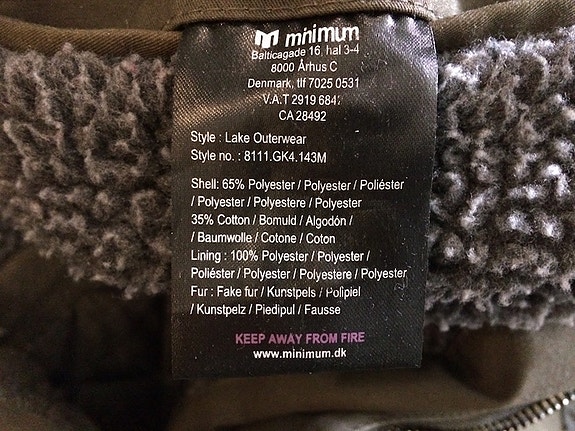 minimum
Balticagade 16, hal 3-4
8000 Århus C
Denmark, tlf 7025 0531
V.A.T 2919 6842
CA 28492
Style : Lake Outerwear
Style no. : 8111.GK4.143M
Shell: 65% Polyester / Polyester / Poliéster
/ Polyester / Polyestere / Polyester
35% Cotton / Bomuld / Algodón /
/ Baumwolle / Cotone / Coton
Lining : 100% Polyester / Polyester /
Poliéster / Polyester / Polyestere / Polyester
Fur : Fake fur / Kunstpels / Polipiel
/ Kunstpelz / Piedipul / Fausse
KEEP AWAY FROM FIRE
www.minimum.dk